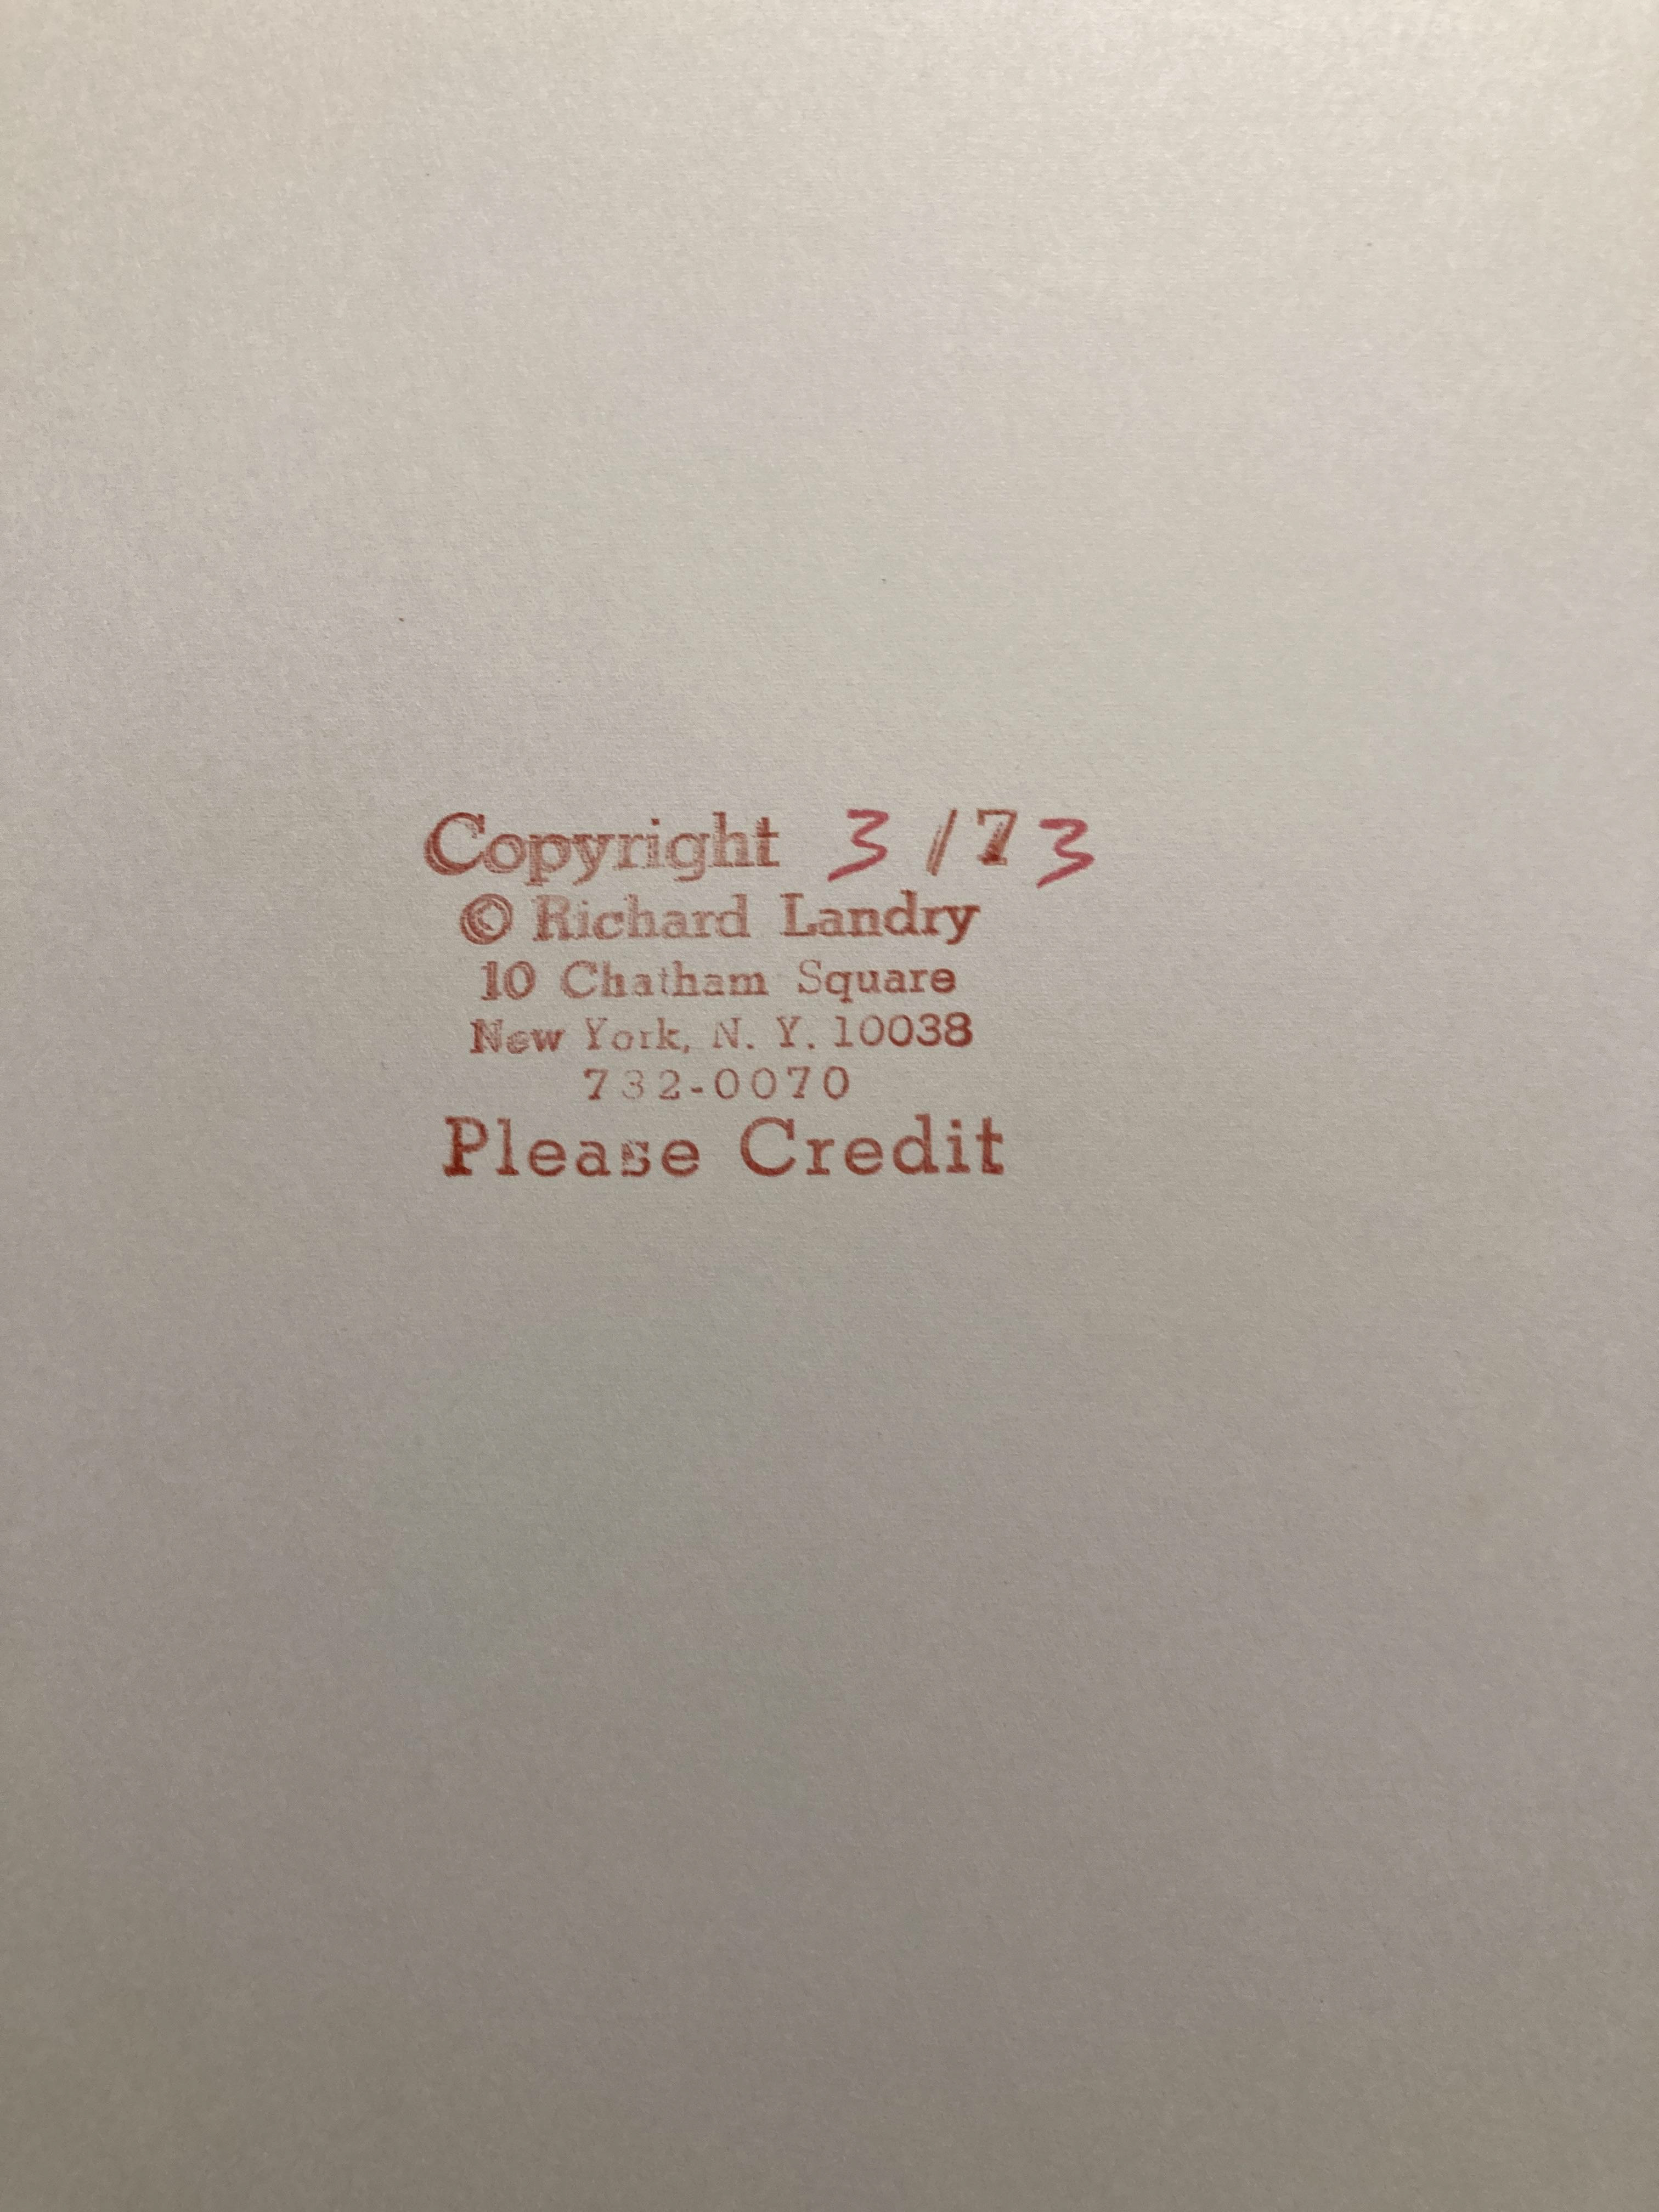 Copyright 3/73
© Richard Landry
10 Chatham Square
New York, N. Y. 10038
732-0070
Please Credit